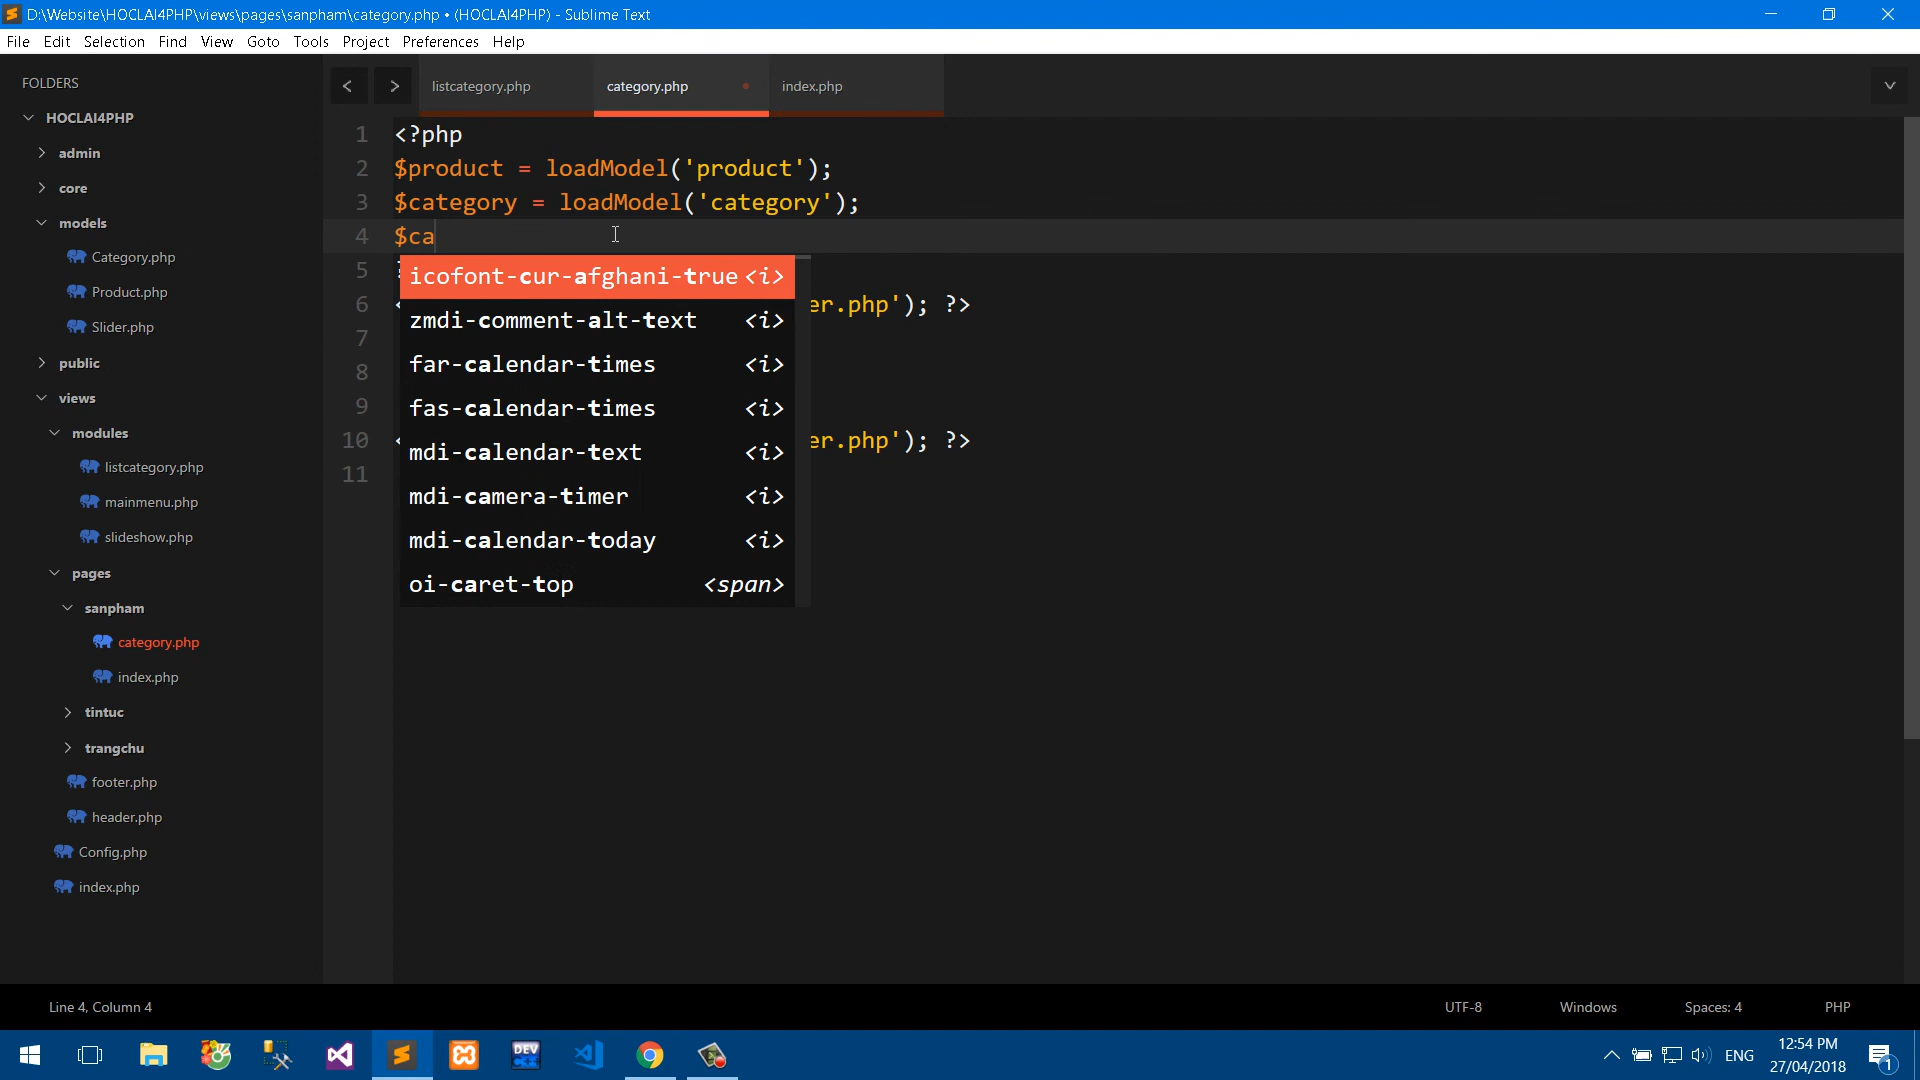 D:\Website\HOCLAI4PHP\views\pages\sanpham\category.php • (HOCLAI4PHP) - Sublime Text
File Edit Selection Find View Goto Tools Project Preferences Help
FOLDERS
HOCLAI4PHP
admin
core
models
Category.php
Product.php
Slider.php
public
views
modules
listcategory.php
mainmenu.php
slideshow.php
pages
sanpham
category.php
index.php
tintuc
trangchu
footer.php
header.php
Config.php
index.php
listcategory.php category.php index.php
1 <?php
2 $product = loadModel('product');
3 $category = loadModel('category');
4 $ca
5
6 er.php'); ?>
7
8
9
10 er.php'); ?>
11
icofont-cur-afghani-true <i>
zmdi-comment-alt-text <i>
far-calendar-times <i>
fas-calendar-times <i>
mdi-calendar-text <i>
mdi-camera-timer <i>
mdi-calendar-today <i>
oi-caret-top <span>
Line 4, Column 4 UTF-8 Windows Spaces: 4 PHP
DEV
ENG
12:54 PM
27/04/2018
1